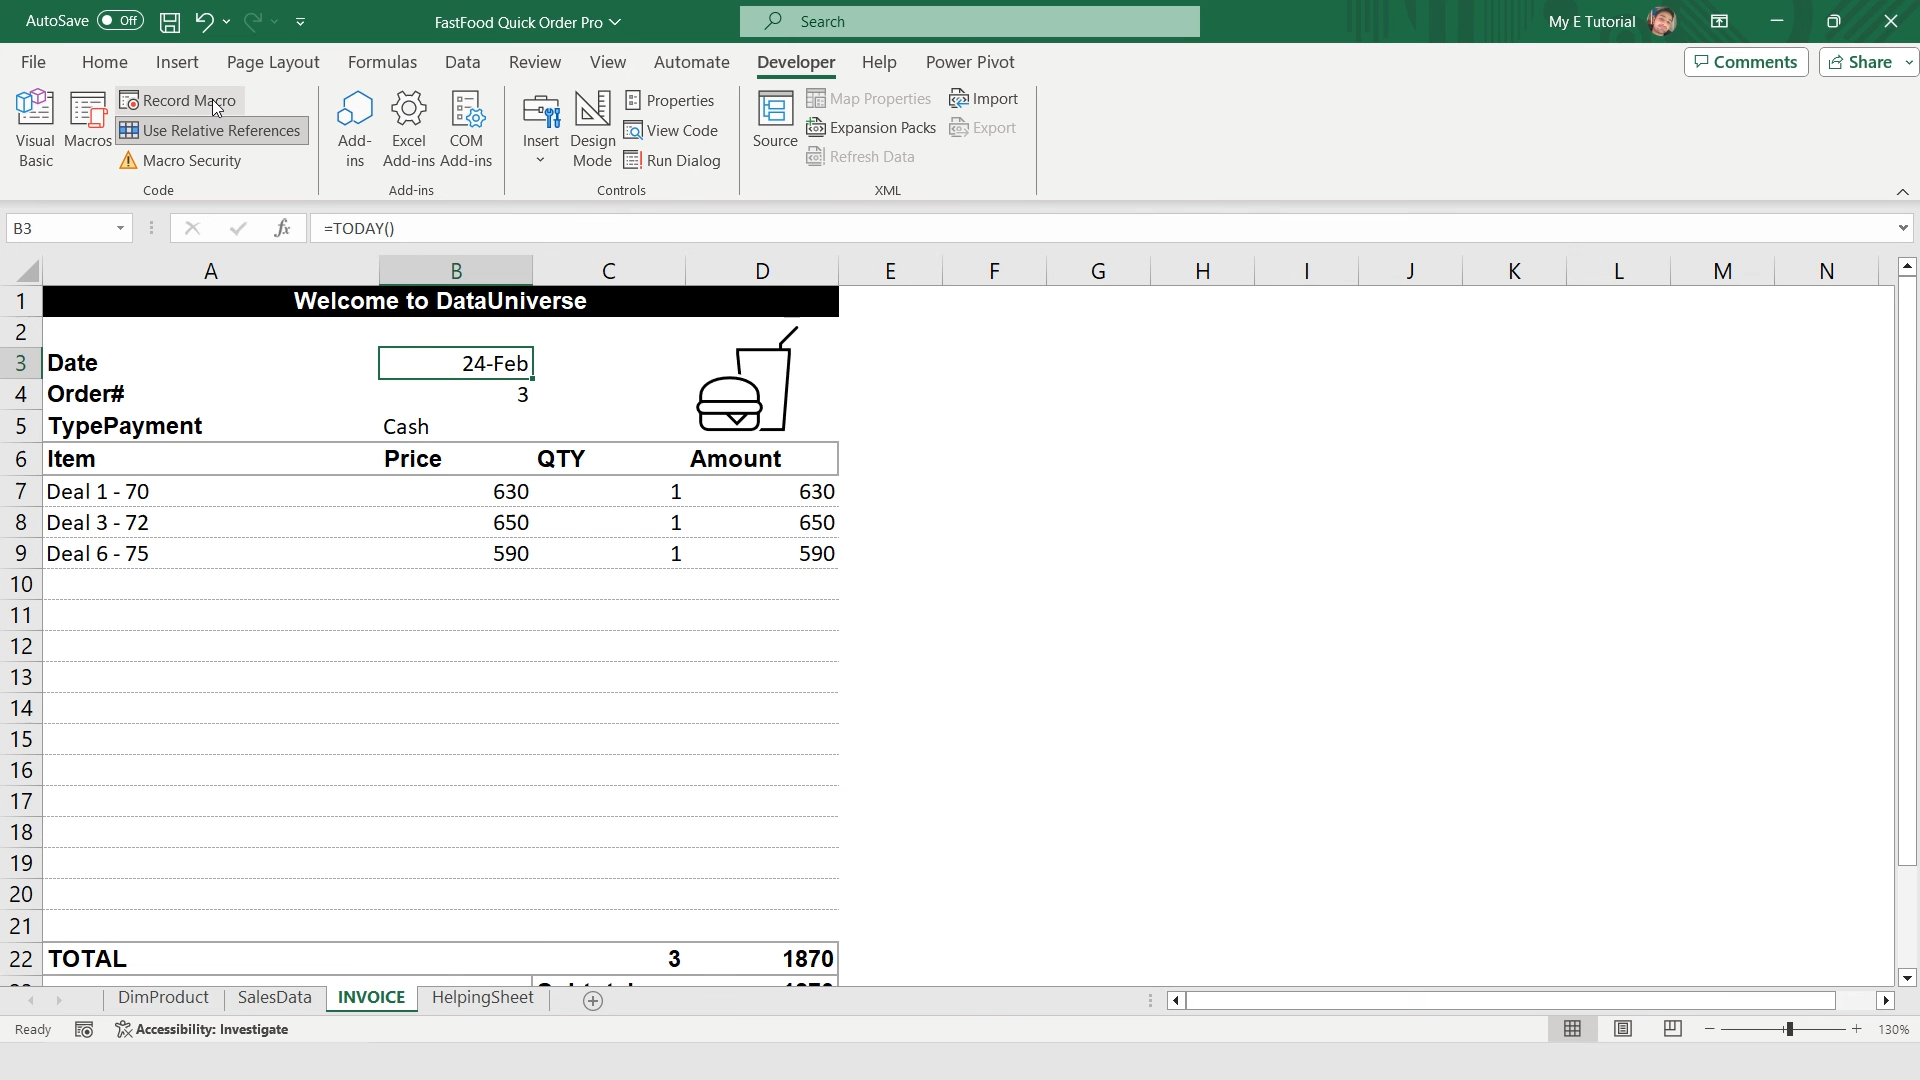 AutoSave Off FastFood Quick Order Pro Search My E Tutorial
File Home Insert Page Layout Formulas Data Review View Automate Developer Help Power Pivot Comments Share
Visual Basic Macros Record Macro Use Relative References Macro Security
Add-ins Excel Add-ins COM Add-ins
Insert Design Mode Properties View Code Run Dialog
Source Map Properties Expansion Packs Refresh Data Import Export
Code Add-ins Controls XML
B3 fx =TODAY()
A B C D E F G H I J K L M N
1 Welcome to DataUniverse
2
3 Date 24-Feb
4 Order# 3
5 TypePayment Cash
6 Item Price QTY Amount
7 Deal 1 - 70 630 1 630
8 Deal 3 - 72 650 1 650
9 Deal 6 - 75 590 1 590
10
11
12
13
14
15
16
17
18
19
20
21
22 TOTAL 3 1870
DimProduct SalesData INVOICE HelpingSheet
Ready Accessibility: Investigate 130%